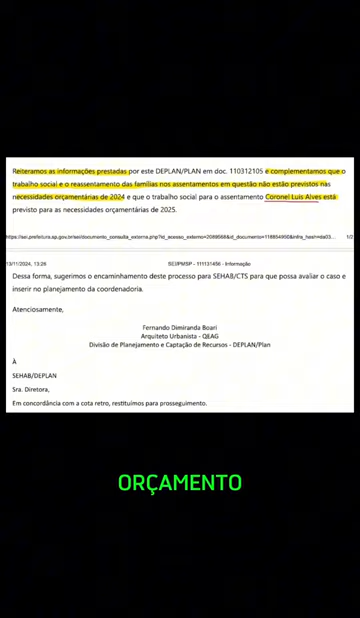 Reiteramos as informações prestadas por este DEPLAN/PLAN em doc. 110312105 e complementamos que o
trabalho social e o reassentamento das famílias nos assentamentos em questão não estão previstos nas
necessidades orçamentárias de 2024 e que o trabalho social para o assentamento Coronel Luis Alves está
previsto para as necessidades orçamentárias de 2025.
1/2
13/11/2024, 13:26 SEI/PMSP - 111131456 - Informação
Dessa forma, sugerimos o encaminhamento deste processo para SEHAB/CTS para que possa avaliar o caso e
inserir no planejamento da coordenadoria.
Atenciosamente,
Fernando Dimiranda Boari
Arquiteto Urbanista - QEAG
Divisão de Planejamento e Captação de Recursos - DEPLAN/Plan
À
SEHAB/DEPLAN
Sra. Diretora,
Em concordância com a cota retro, restituímos para prosseguimento.
ORÇAMENTO